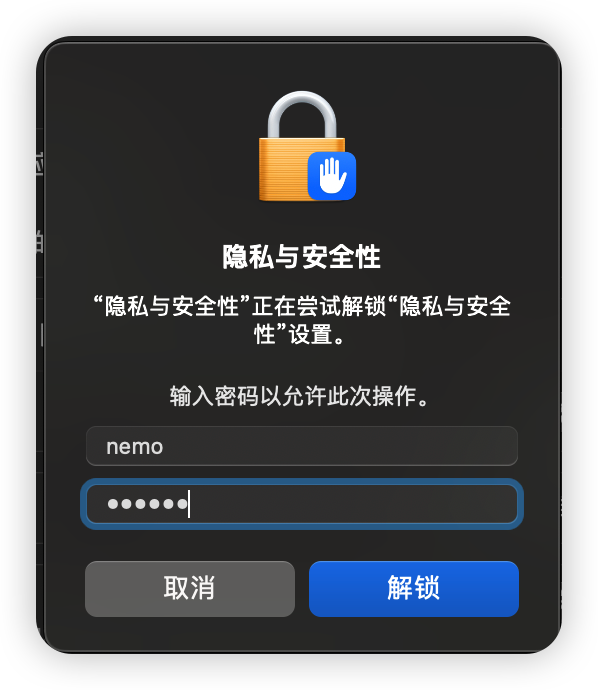 隐私与安全性
“隐私与安全性”正在尝试解锁“隐私与安全
性”设置。
输入密码以允许此次操作。
nemo
••••••
取消
解锁